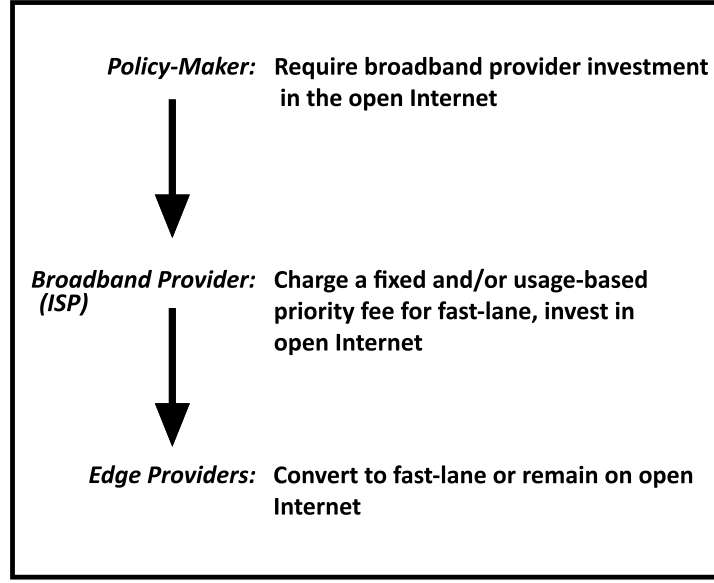 Policy-Maker: Require broadband provider investment
in the open Internet
Broadband Provider: Charge a fixed and/or usage-based
(ISP) priority fee for fast-lane, invest in
open Internet
Edge Providers: Convert to fast-lane or remain on open
Internet